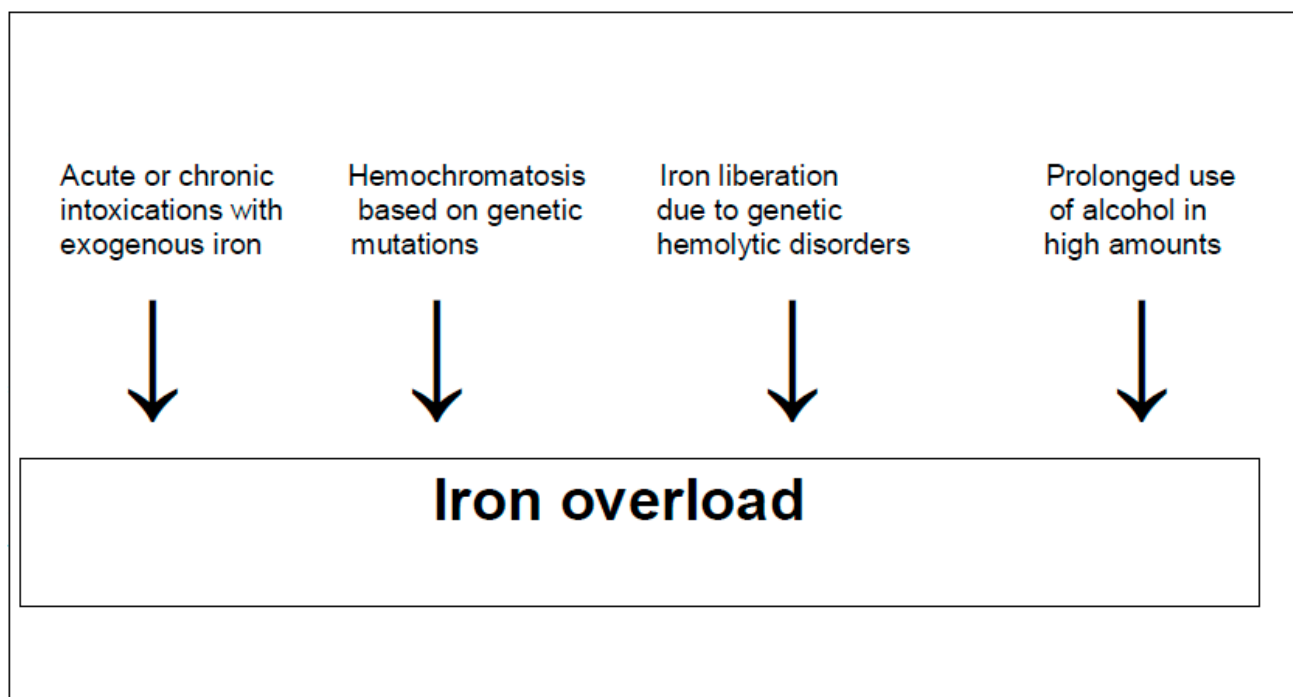 Acute or chronic
intoxications with
exogenous iron
Hemochromatosis
based on genetic
mutations
Iron liberation
due to genetic
hemolytic disorders
Prolonged use
of alcohol in
high amounts
Iron overload